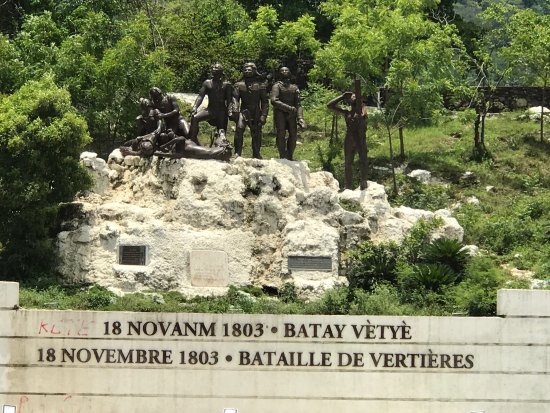 18 NOVANM 1803 • BATAY VÈTYÈ
18 NOVEMBRE 1803 • BATAILLE DE VERTIÈRES